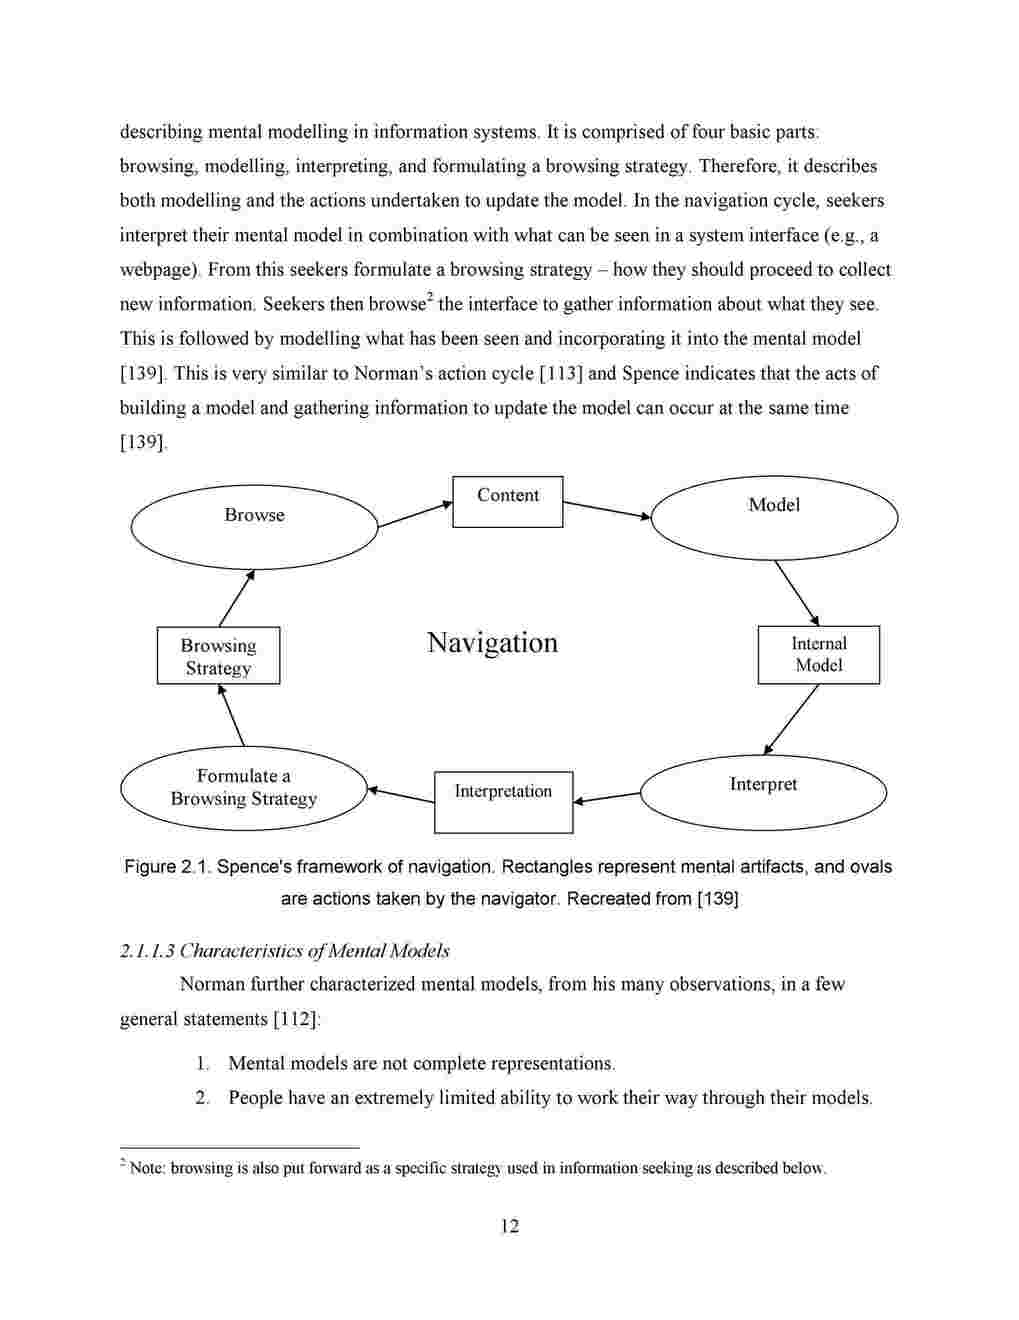 describing mental modelling in information systems. It is comprised of four basic parts:
browsing, modelling, interpreting, and formulating a browsing strategy. Therefore, it describes
both modelling and the actions undertaken to update the model. In the navigation cycle, seekers
interpret their mental model in combination with what can be seen in a system interface (e.g., a
webpage). From this seekers formulate a browsing strategy – how they should proceed to collect
new information. Seekers then browse2 the interface to gather information about what they see.
This is followed by modelling what has been seen and incorporating it into the mental model
[139]. This is very similar to Norman's action cycle [113] and Spence indicates that the acts of
building a model and gathering information to update the model can occur at the same time
[139].
Browse
Content
Model
Browsing
Strategy
Navigation
Internal
Model
Formulate a
Browsing Strategy
Interpretation
Interpret
Figure 2.1. Spence's framework of navigation. Rectangles represent mental artifacts, and ovals
are actions taken by the navigator. Recreated from [139]
2.1.1.3 Characteristics of Mental Models
Norman further characterized mental models, from his many observations, in a few
general statements [112]:
1. Mental models are not complete representations.
2. People have an extremely limited ability to work their way through their models.
2 Note: browsing is also put forward as a specific strategy used in information seeking as described below.
12